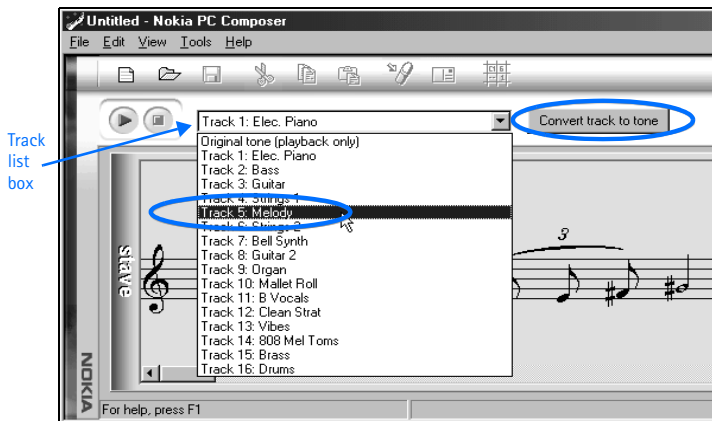 Untitled - Nokia PC Composer
File Edit View Tools Help
Track 1: Elec. Piano
Convert track to tone
Track
list
box
Original tone (playback only)
Track 1: Elec. Piano
Track 2: Bass
Track 3: Guitar
Track 4: Strings 1
Track 5: Melody
Track 6: Strings 2
Track 7: Bell Synth
Track 8: Guitar 2
Track 9: Organ
Track 10: Mallet Roll
Track 11: B Vocals
Track 12: Clean Strat
Track 13: Vibes
Track 14: 808 Mel Toms
Track 15: Brass
Track 16: Drums
stave
3
NOKIA
For help, press F1